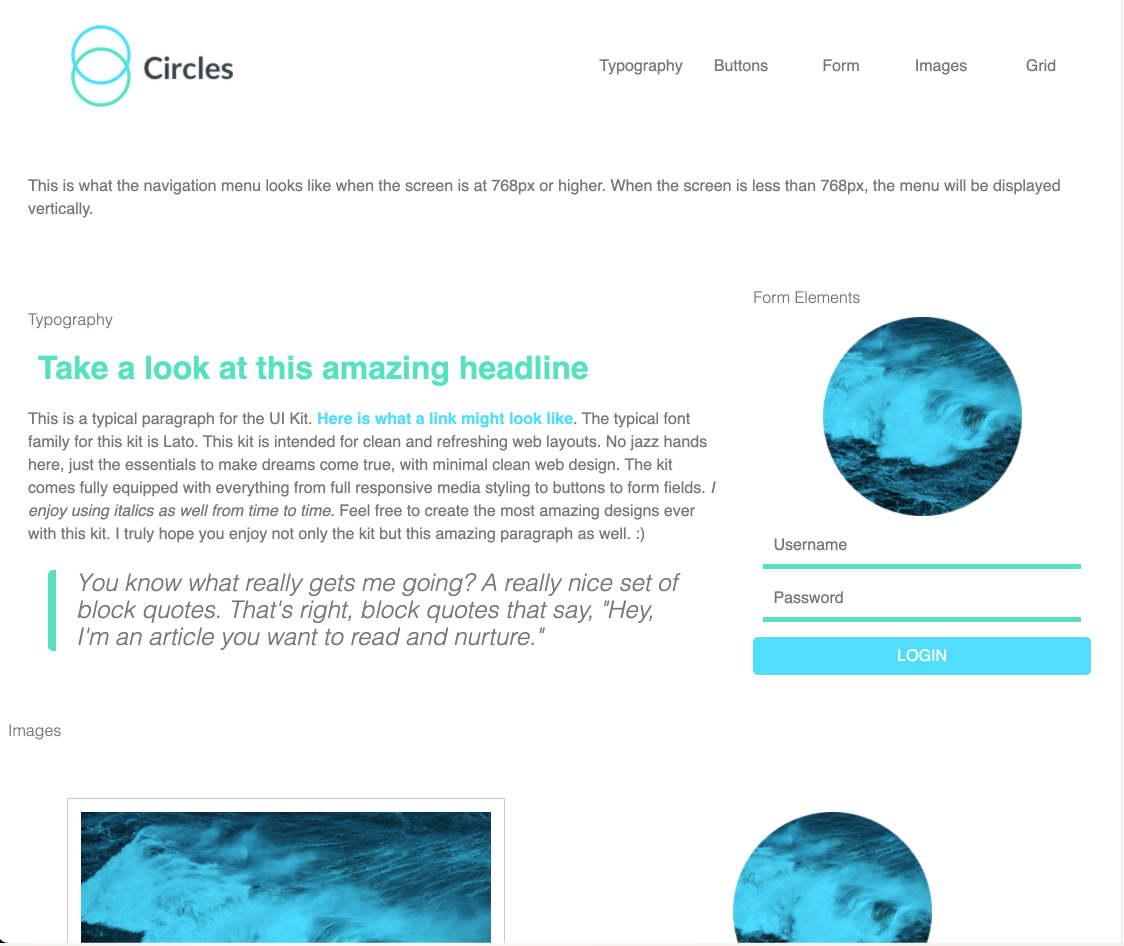 Circles
Typography Buttons Form Images Grid
This is what the navigation menu looks like when the screen is at 768px or higher. When the screen is less than 768px, the menu will be displayed
vertically.
Typography
Take a look at this amazing headline
This is a typical paragraph for the UI Kit. Here is what a link might look like. The typical font
family for this kit is Lato. This kit is intended for clean and refreshing web layouts. No jazz hands
here, just the essentials to make dreams come true, with minimal clean web design. The kit
comes fully equipped with everything from full responsive media styling to buttons to form fields. I
enjoy using italics as well from time to time. Feel free to create the most amazing designs ever
with this kit. I truly hope you enjoy not only the kit but this amazing paragraph as well. :)
You know what really gets me going? A really nice set of
block quotes. That's right, block quotes that say, "Hey,
I'm an article you want to read and nurture."
Form Elements
Username
Password
LOGIN
Images